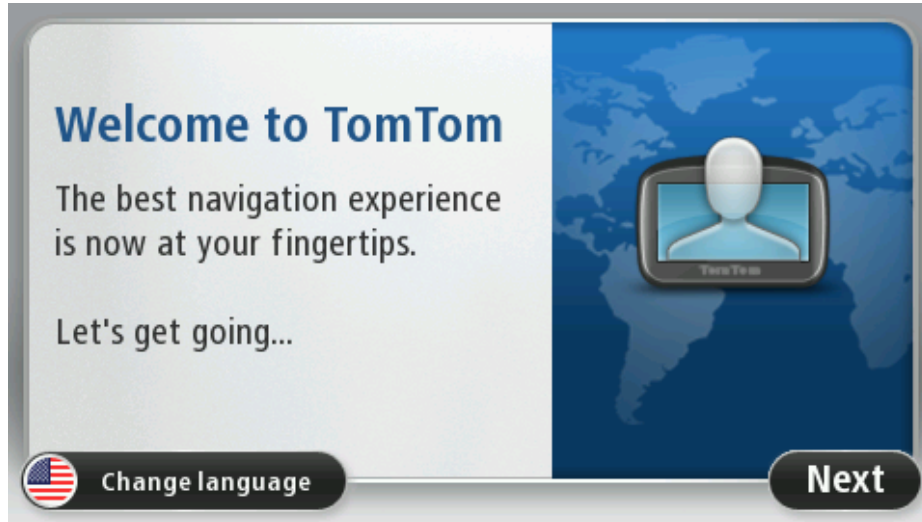 Welcome to TomTom
The best navigation experience
is now at your fingertips.
Let's get going...
TomTom
Change language
Next